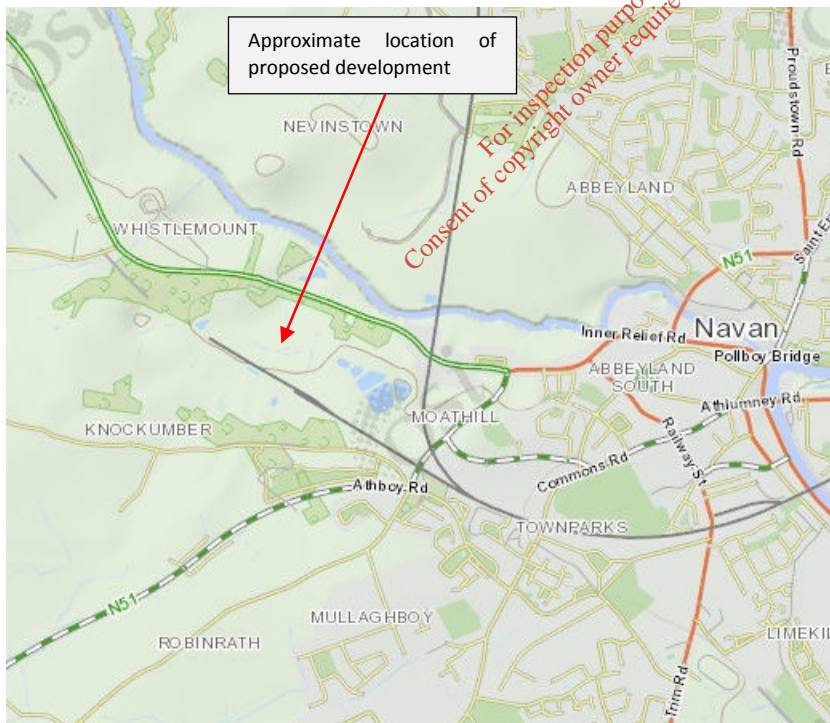 Approximate location of
proposed development
For inspection purpo
Consent of copyright owner require
NEVINSTOWN
ABBEYLAND
Proudstown Rd
WHISTLEMOUNT
N51
Inner Relief Rd
Navan
Pollboy Bridge
ABBEYLAND
SOUTH
Athlumney Rd
MOATHILL
KNOCKUMBER
Railway St
Commons Rd
Athboy Rd
TOWNPARKS
N51
MULLAGHBOY
ROBINRATH
LIMEKIL
Trim Rd